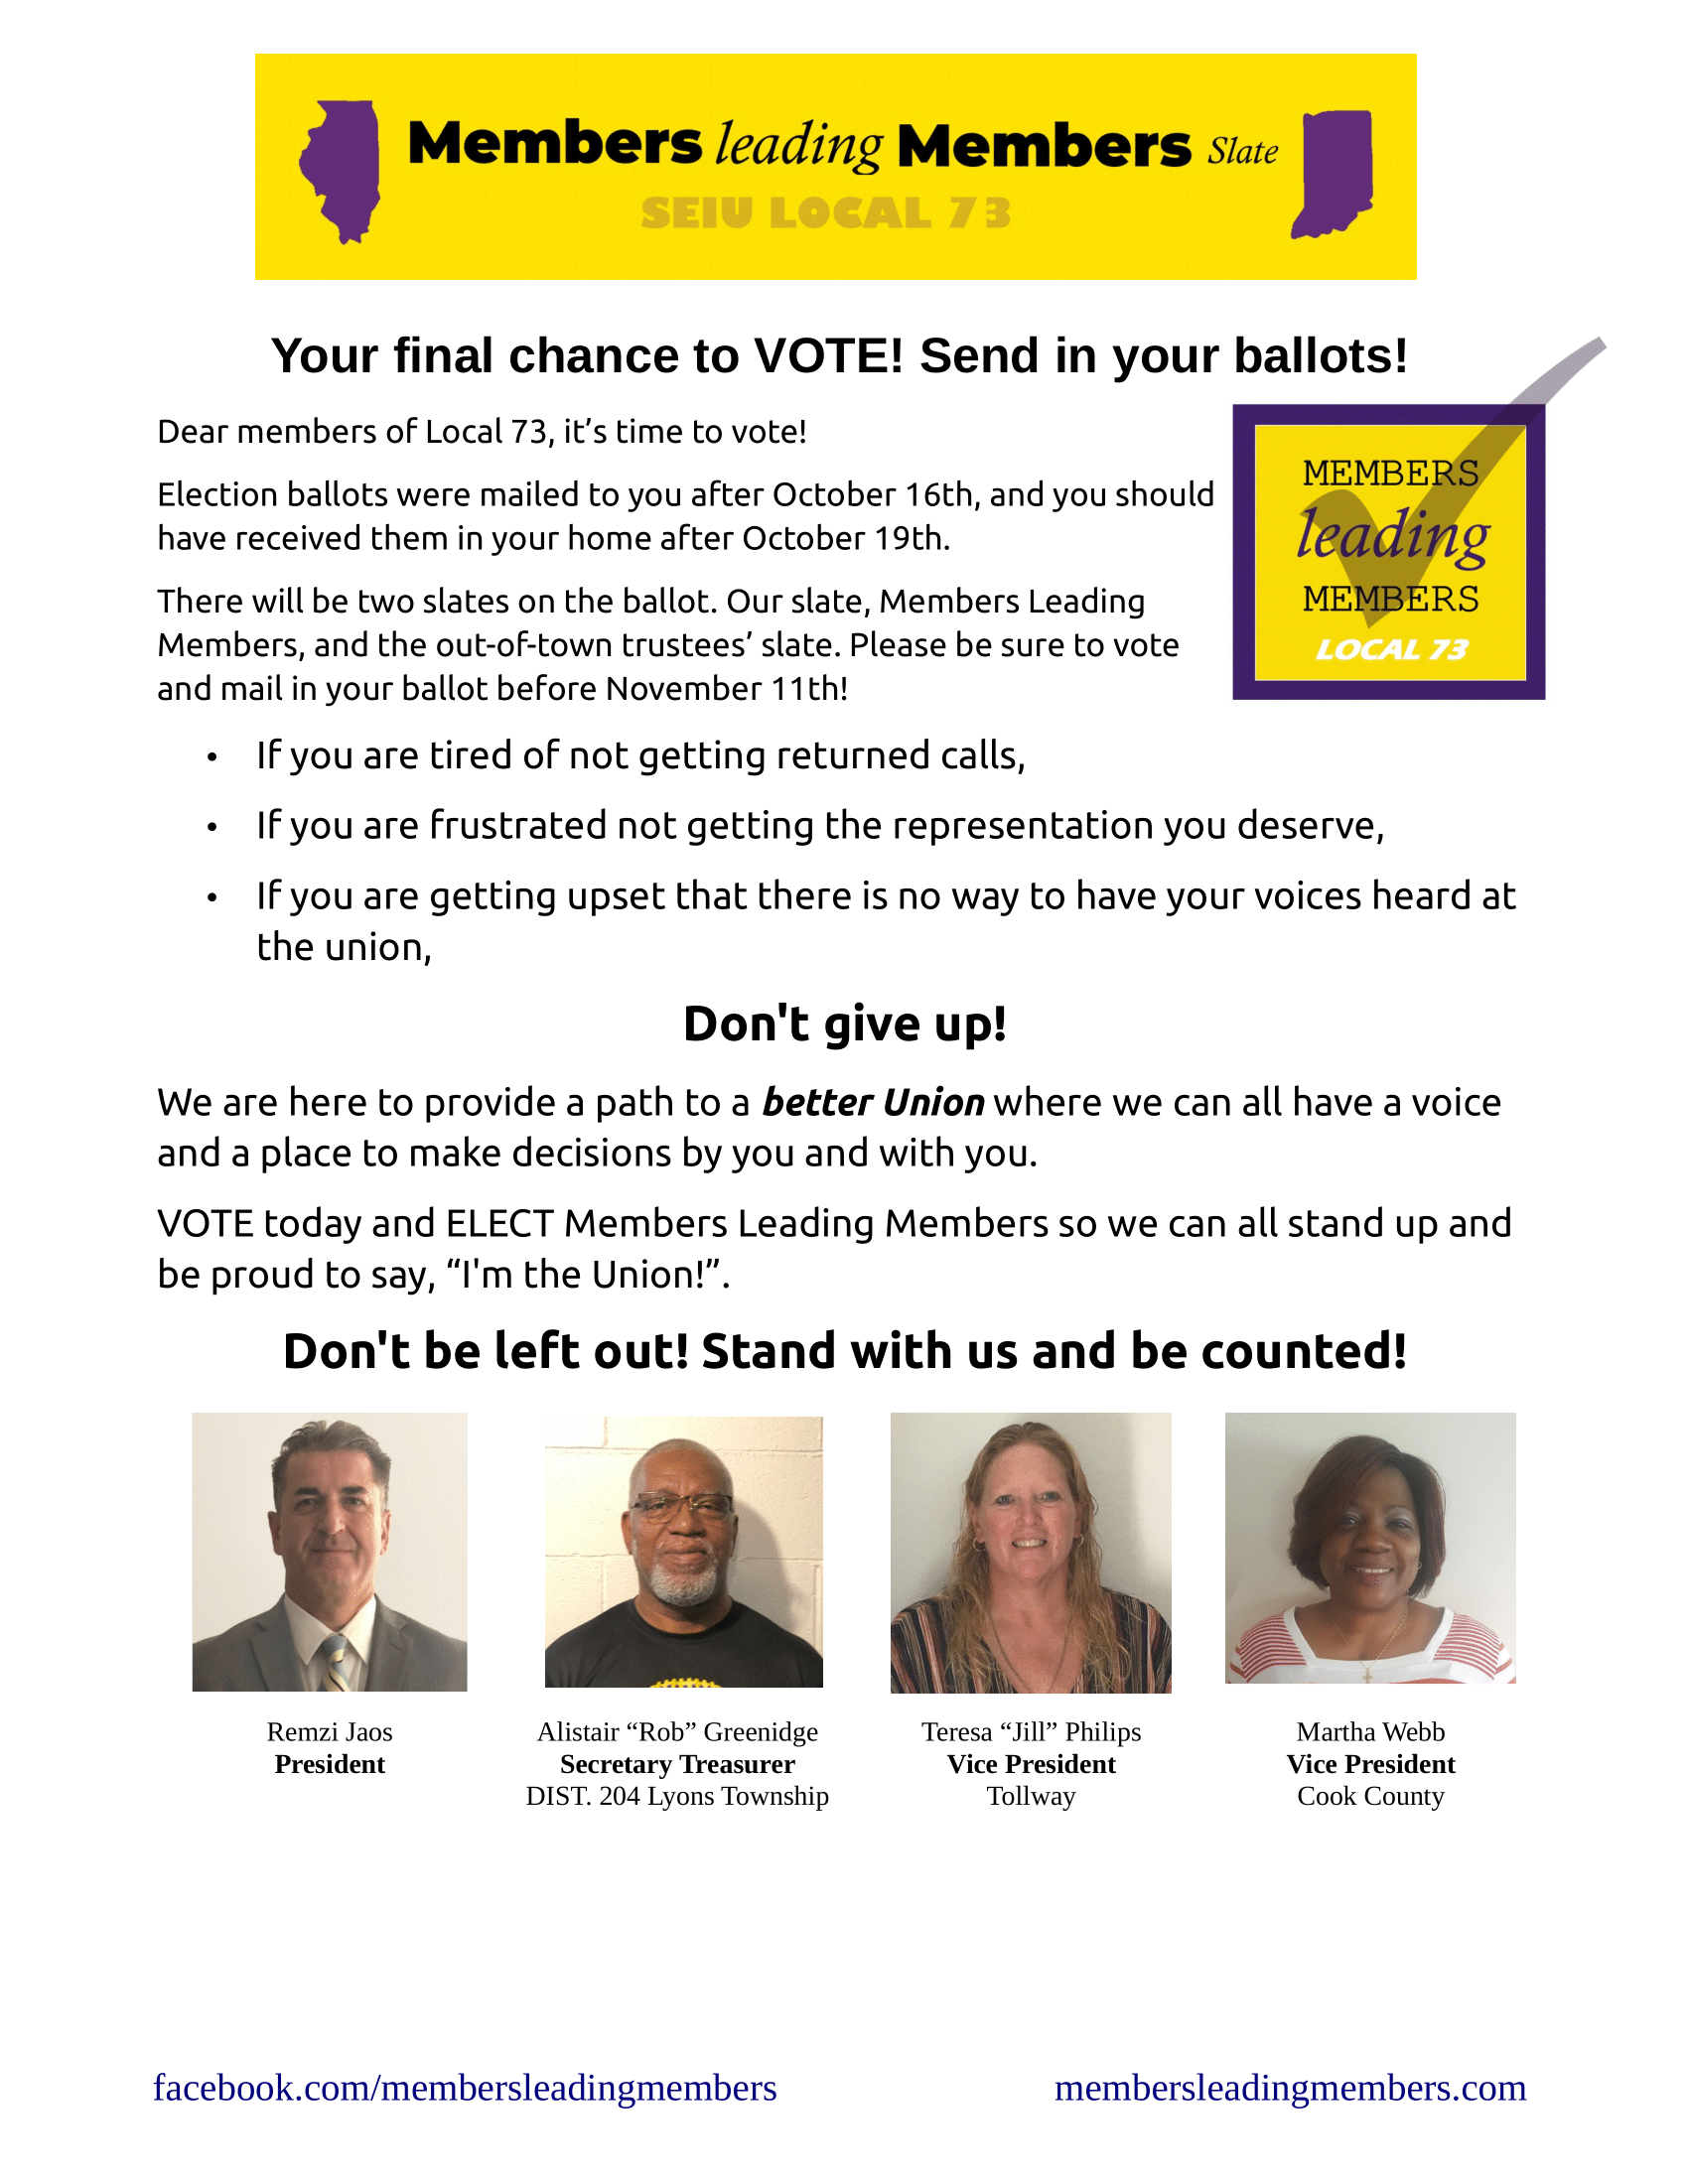 Members leading Members Slate
SEIU LOCAL 73
Your final chance to VOTE! Send in your ballots!
Dear members of Local 73, it’s time to vote!
Election ballots were mailed to you after October 16th, and you should
have received them in your home after October 19th.
There will be two slates on the ballot. Our slate, Members Leading
Members, and the out-of-town trustees’ slate. Please be sure to vote
and mail in your ballot before November 11th!
MEMBERS
leading
MEMBERS
LOCAL 73
• If you are tired of not getting returned calls,
• If you are frustrated not getting the representation you deserve,
• If you are getting upset that there is no way to have your voices heard at
the union,
Don't give up!
We are here to provide a path to a better Union where we can all have a voice
and a place to make decisions by you and with you.
VOTE today and ELECT Members Leading Members so we can all stand up and
be proud to say, “I'm the Union!”.
Don't be left out! Stand with us and be counted!
Remzi Jaos
President
Alistair “Rob” Greenidge
Secretary Treasurer
DIST. 204 Lyons Township
Teresa “Jill” Philips
Vice President
Tollway
Martha Webb
Vice President
Cook County
facebook.com/membersleadingmembers
membersleadingmembers.com